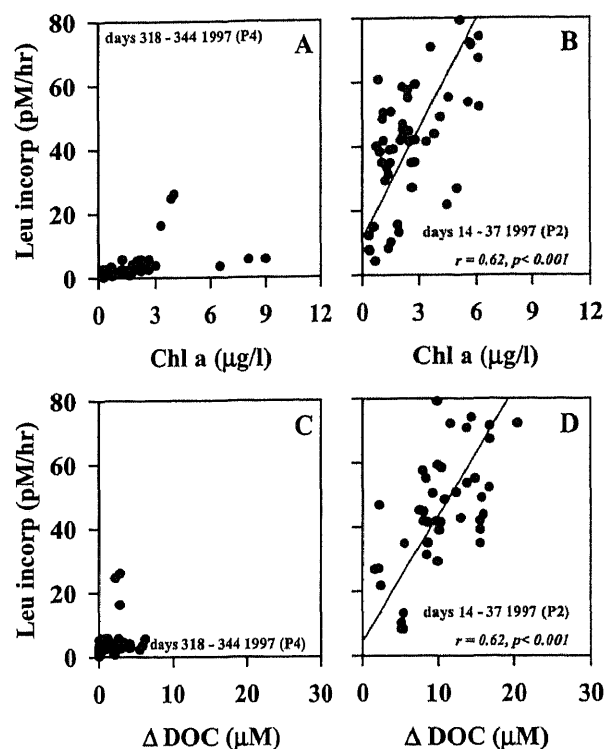 80
60
40
20
0
Leu incorp (pM/hr)
days 318 - 344 1997 (P4)
A
0 3 6 9 12
Chl a (μg/l)
B
days 14 - 37 1997 (P2)
r = 0.62, p< 0.001
0 3 6 9 12
Chl a (μg/l)
80
60
40
20
0
Leu incorp (pM/hr)
C
days 318 - 344 1997 (P4)
0 10 20 30
Δ DOC (μM)
D
days 14 - 37 1997 (P2)
r = 0.62, p< 0.001
0 10 20 30
Δ DOC (μM)